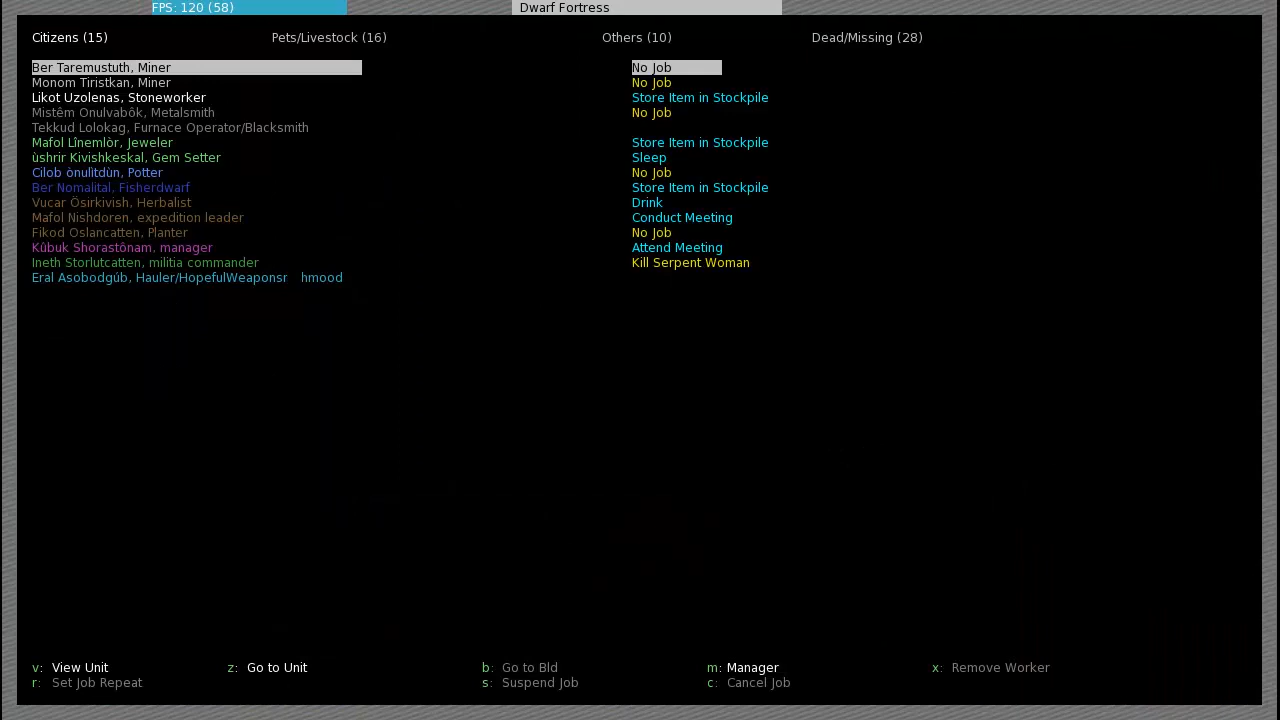 FPS: 120 (58) Dwarf Fortress
Citizens (15) Pets/Livestock (16) Others (10) Dead/Missing (28)
Ber Taremustuth, Miner No Job
Monom Tiristkan, Miner No Job
Likot Uzolenas, Stoneworker Store Item in Stockpile
Mistêm Onulvabôk, Metalsmith No Job
Tekkud Lolokag, Furnace Operator/Blacksmith
Mafol Lînemlòr, Jeweler Store Item in Stockpile
ùshrir Kivishkeskal, Gem Setter Sleep
Cilob ònulìtdùn, Potter No Job
Ber Nomalìtal, Fisherdwarf Store Item in Stockpile
Vucar Ösirkivish, Herbalist Drink
Mafol Nishdoren, expedition leader Conduct Meeting
Fikod Oslancatten, Planter No Job
Kûbuk Shorastônam, manager Attend Meeting
Ineth Storlutcatten, militia commander Kill Serpent Woman
Eral Asobodgúb, Hauler/HopefulWeaponsr hmood
v: View Unit z: Go to Unit b: Go to Bld m: Manager x: Remove Worker
r: Set Job Repeat s: Suspend Job c: Cancel Job